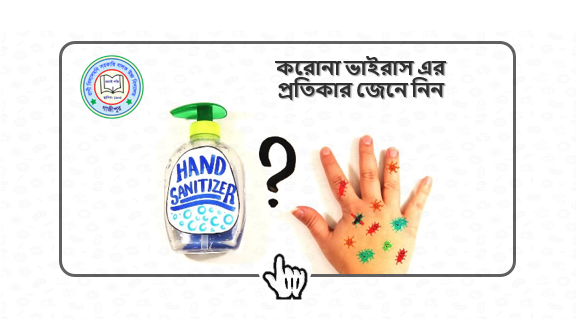 করোনা ভাইরাস এর
প্রতিকার জেনে নিন
HAND
SANITIZER
?
গাজীপুর